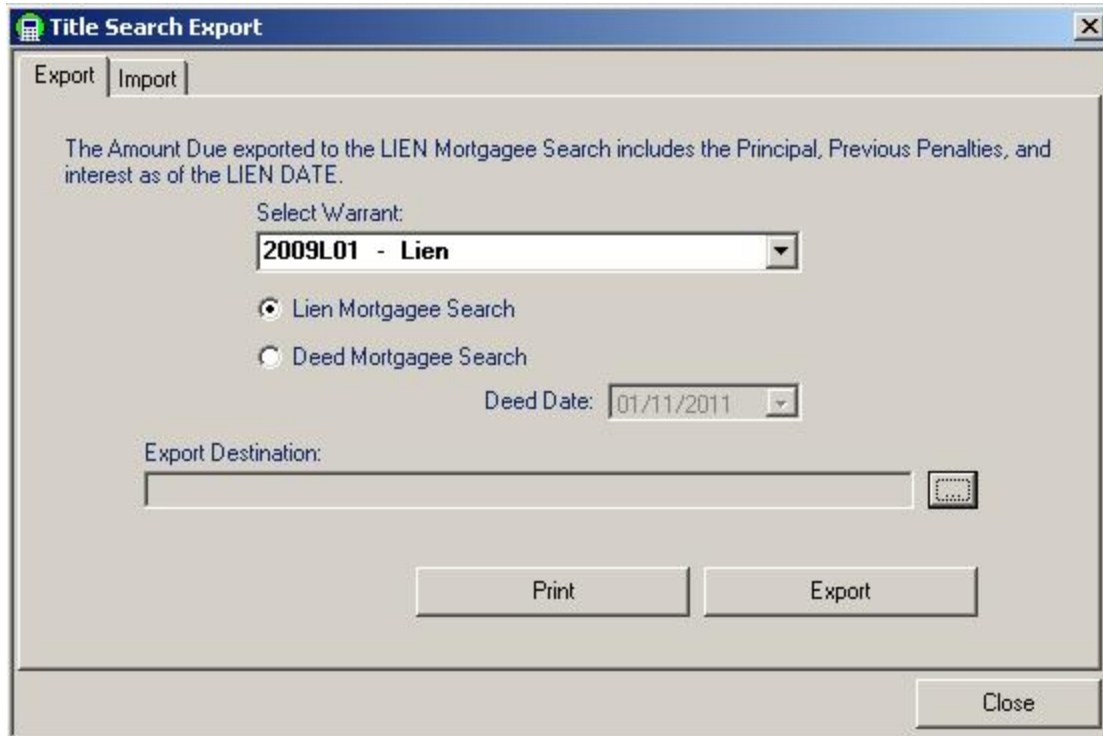 Title Search Export
Export
Import
The Amount Due exported to the LIEN Mortgagee Search includes the Principal, Previous Penalties, and
interest as of the LIEN DATE.
Select Warrant:
2009L01 - Lien
Lien Mortgagee Search
Deed Mortgagee Search
Deed Date: 01/11/2011
Export Destination:
...
Print
Export
Close